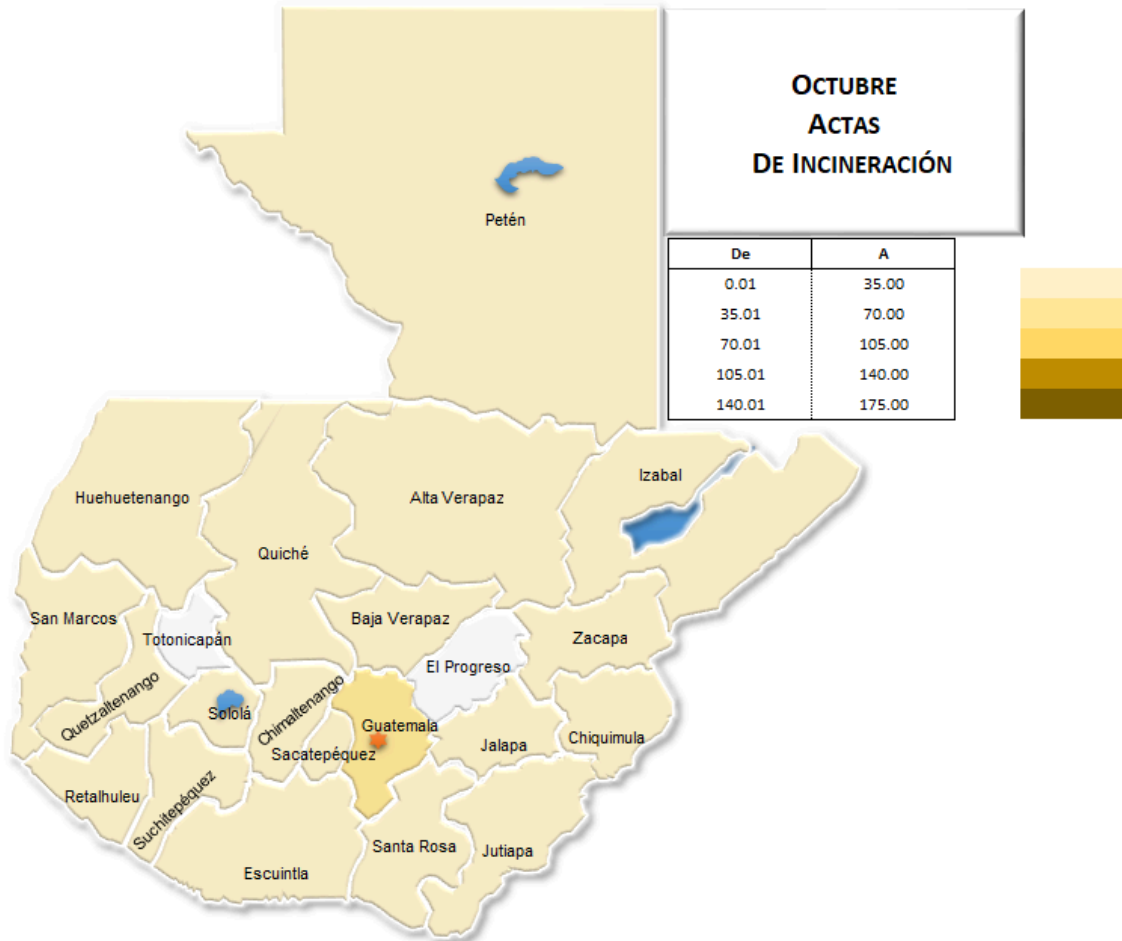 OCTUBRE
ACTAS
DE INCINERACIÓN
De A
0.01 35.00
35.01 70.00
70.01 105.00
105.01 140.00
140.01 175.00
Petén
Izabal
Huehuetenango
Alta Verapaz
Quiché
San Marcos
Baja Verapaz
Totonicapán
Zacapa
El Progreso
Quetzaltenango
Sololá
Chimaltenango
Guatemala
Sacatepéquez
Jalapa
Chiquimula
Retalhuleu
Suchitepéquez
Santa Rosa
Jutiapa
Escuintla